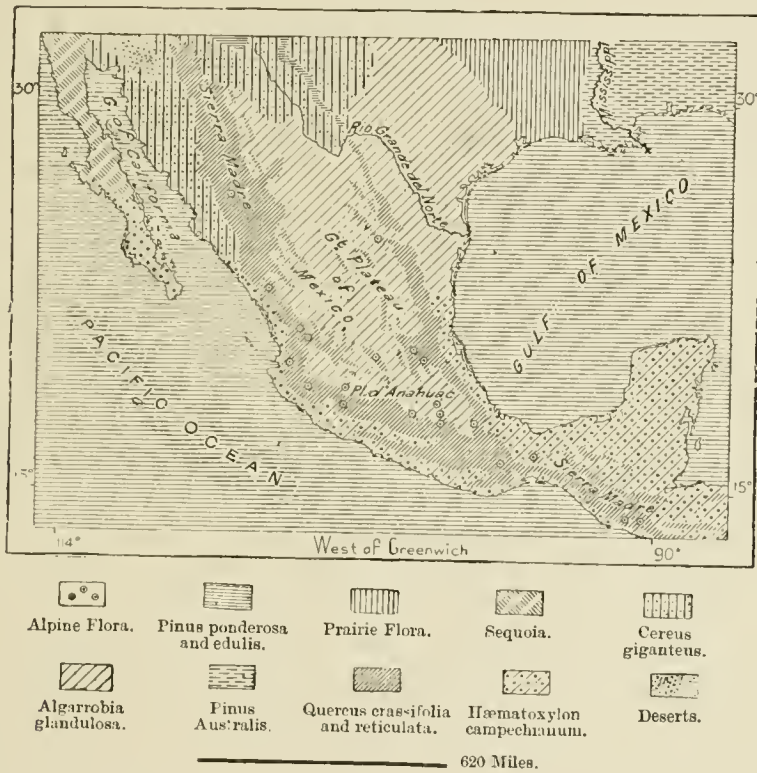 30°
30°
Sierra Madre
Mississippi
G. of California
Rio Grande del Norte
Gt. Plateau
of
Mexico
GULF OF MEXICO
PACIFIC OCEAN
Pl. d'Anahuac
Sierra Madre
15°
15°
114°
West of Greenwich
90°
Alpine Flora.
Pinus ponderosa
and edulis.
Prairie Flora.
Sequoia.
Cereus
giganteus.
Algarrobia
glandulosa.
Pinus
Australis.
Quercus crassifolia
and reticulata.
Hæmatoxylon
campechianum.
Deserts.
620 Miles.